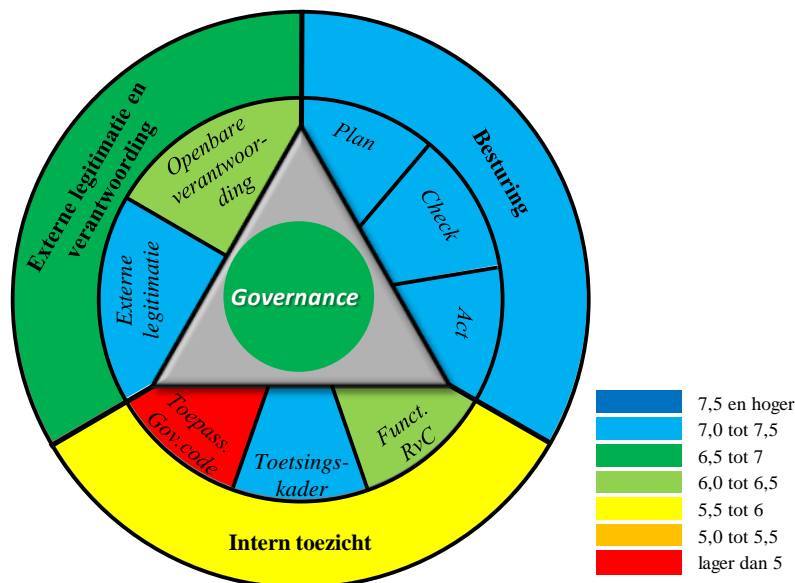 Externe legitimatie en
verantwoording
Openbare
verantwoor-
ding
Plan
Besturing
Check
Externe
legitimatie
Governance
Act
Toepass.
Gov.code
Toetsings-
kader
Funct.
RvC
Intern toezicht
7,5 en hoger
7,0 tot 7,5
6,5 tot 7
6,0 tot 6,5
5,5 tot 6
5,0 tot 5,5
lager dan 5